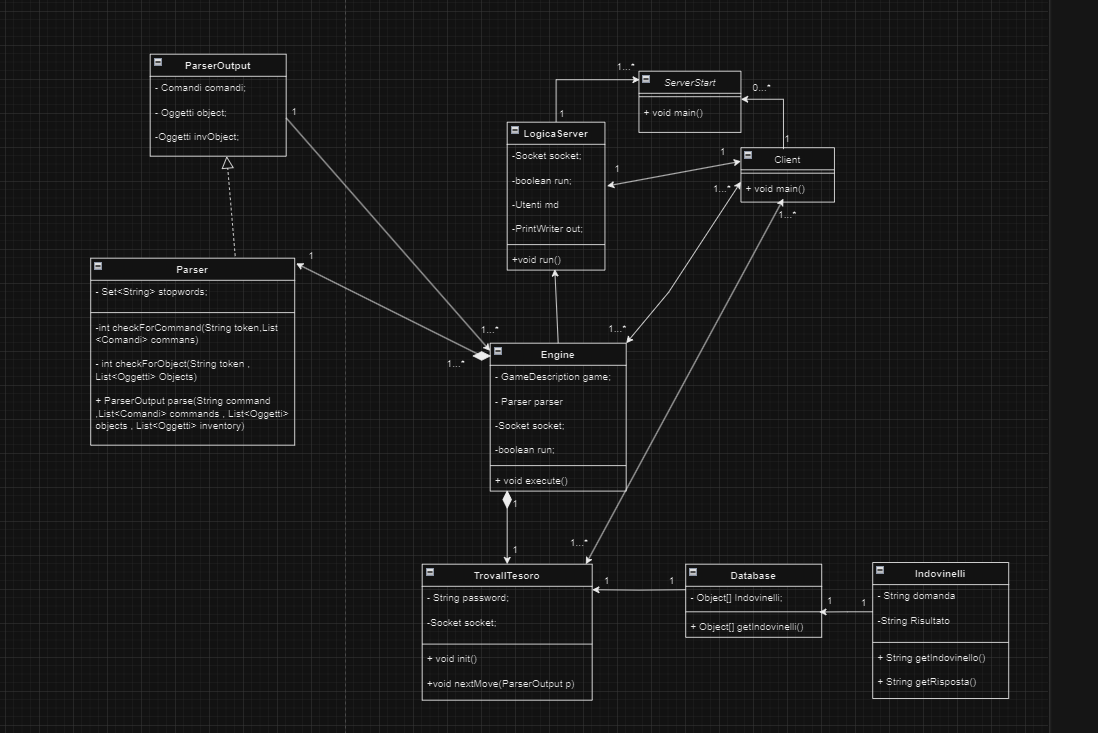 ParserOutput
- Comandi comandi;
- Oggetti object;
-Oggetti invObject;
1
1...*
ServerStart
+ void main()
0...*
1
LogicaServer
-Socket socket;
-boolean run;
-Utenti md
-PrintWriter out;
+void run()
1
1
1
Client
+ void main()
1...*
1...*
1
Parser
- Set<String> stopwords;
-int checkForCommand(String token,List
<Comandi> commans)
- int checkForObject(String token ,
List<Oggetti> Objects)
+ ParserOutput parse(String command
,List<Comandi> commands , List<Oggetti>
objects , List<Oggetti> inventory)
1...*
1...*
1...*
Engine
- GameDescription game;
- Parser parser
-Socket socket;
-boolean run;
+ void execute()
1
1
1...*
TrovaIlTesoro
- String password;
-Socket socket;
+ void init()
+void nextMove(ParserOutput p)
1
1
Database
- Object[] Indovinelli;
+ Object[] getIndovinelli()
1
1
Indovinelli
- String domanda
-String Risultato
+ String getIndovinello()
+ String getRisposta()